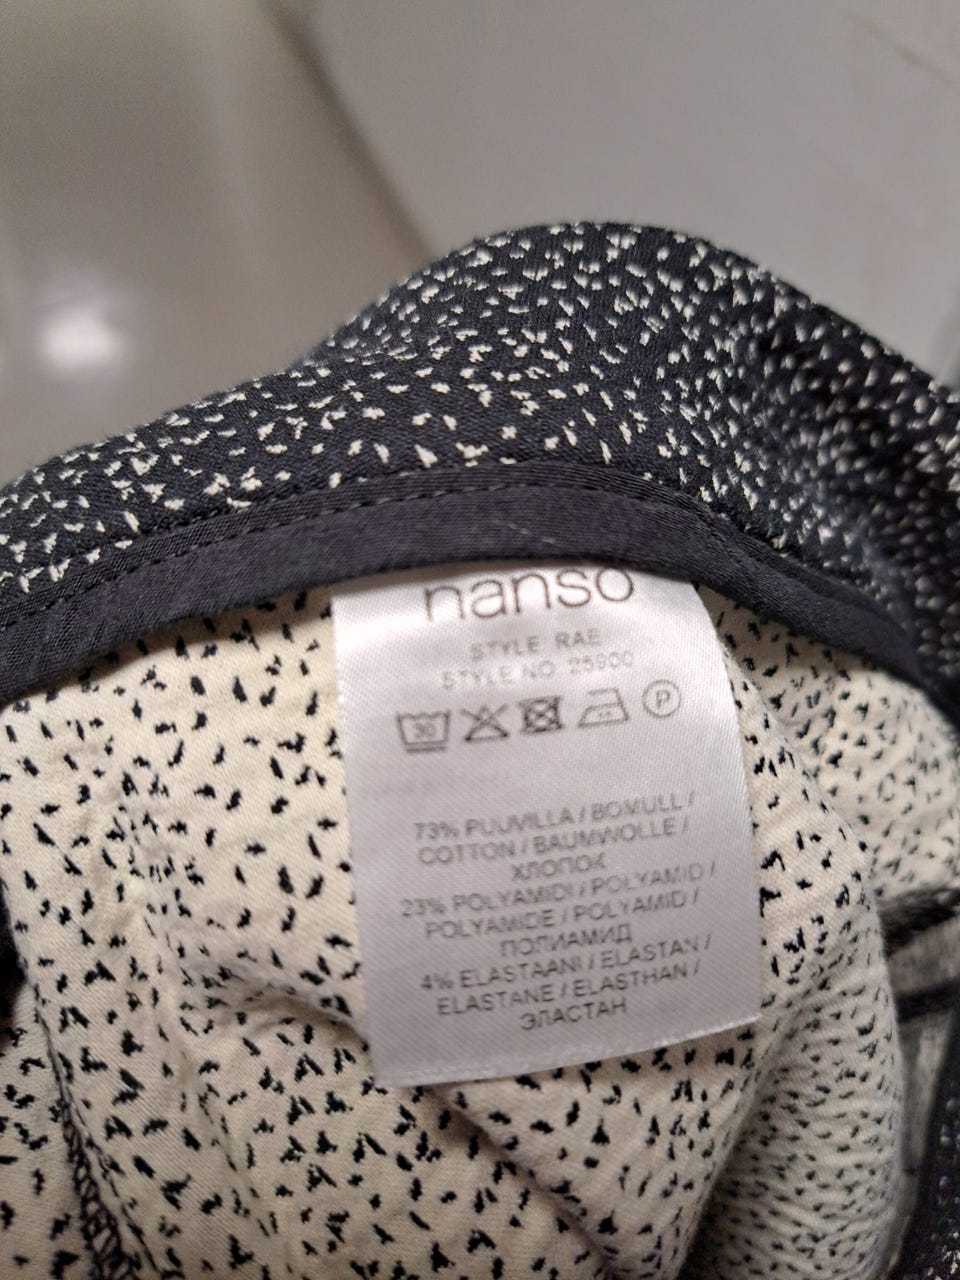 nanso
STYLE RAE
STYLE NO 25900
30 P
73% PUUVILLA / BOMULL /
COTTON / BAUMWOLLE /
ХЛОПОК
23% POLYAMIDI / POLYAMID /
POLYAMIDE / POLYAMID /
ПОЛИАМИД
4% ELASTAANI / ELASTAN /
ELASTANE / ELASTHAN /
ЭЛАСТАН